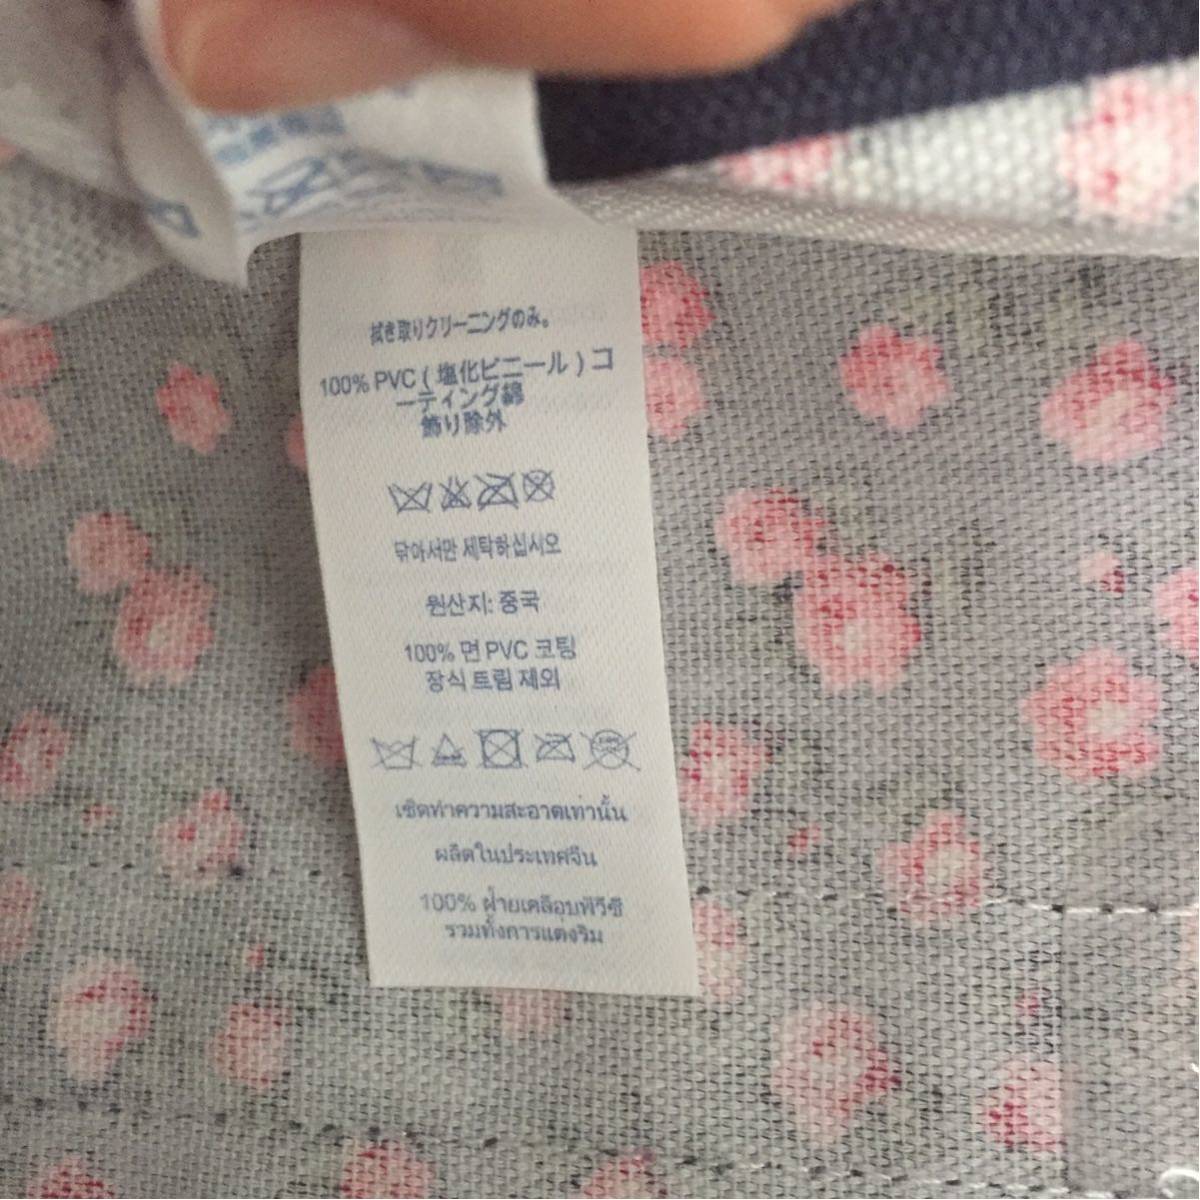 拭き取りクリーニングのみ。
100% PVC ( 塩化ビニール ) コ
ーティング綿
飾り除外
닦아서만 세탁하십시오
원산지: 중국
100% 면 PVC 코팅
장식 트림 제외
เช็ดทำความสะอาดเท่านั้น
ผลิตในประเทศจีน
100% ฝ้ายเคลือบพีวีซี
รวมทั้งการแต่งริม